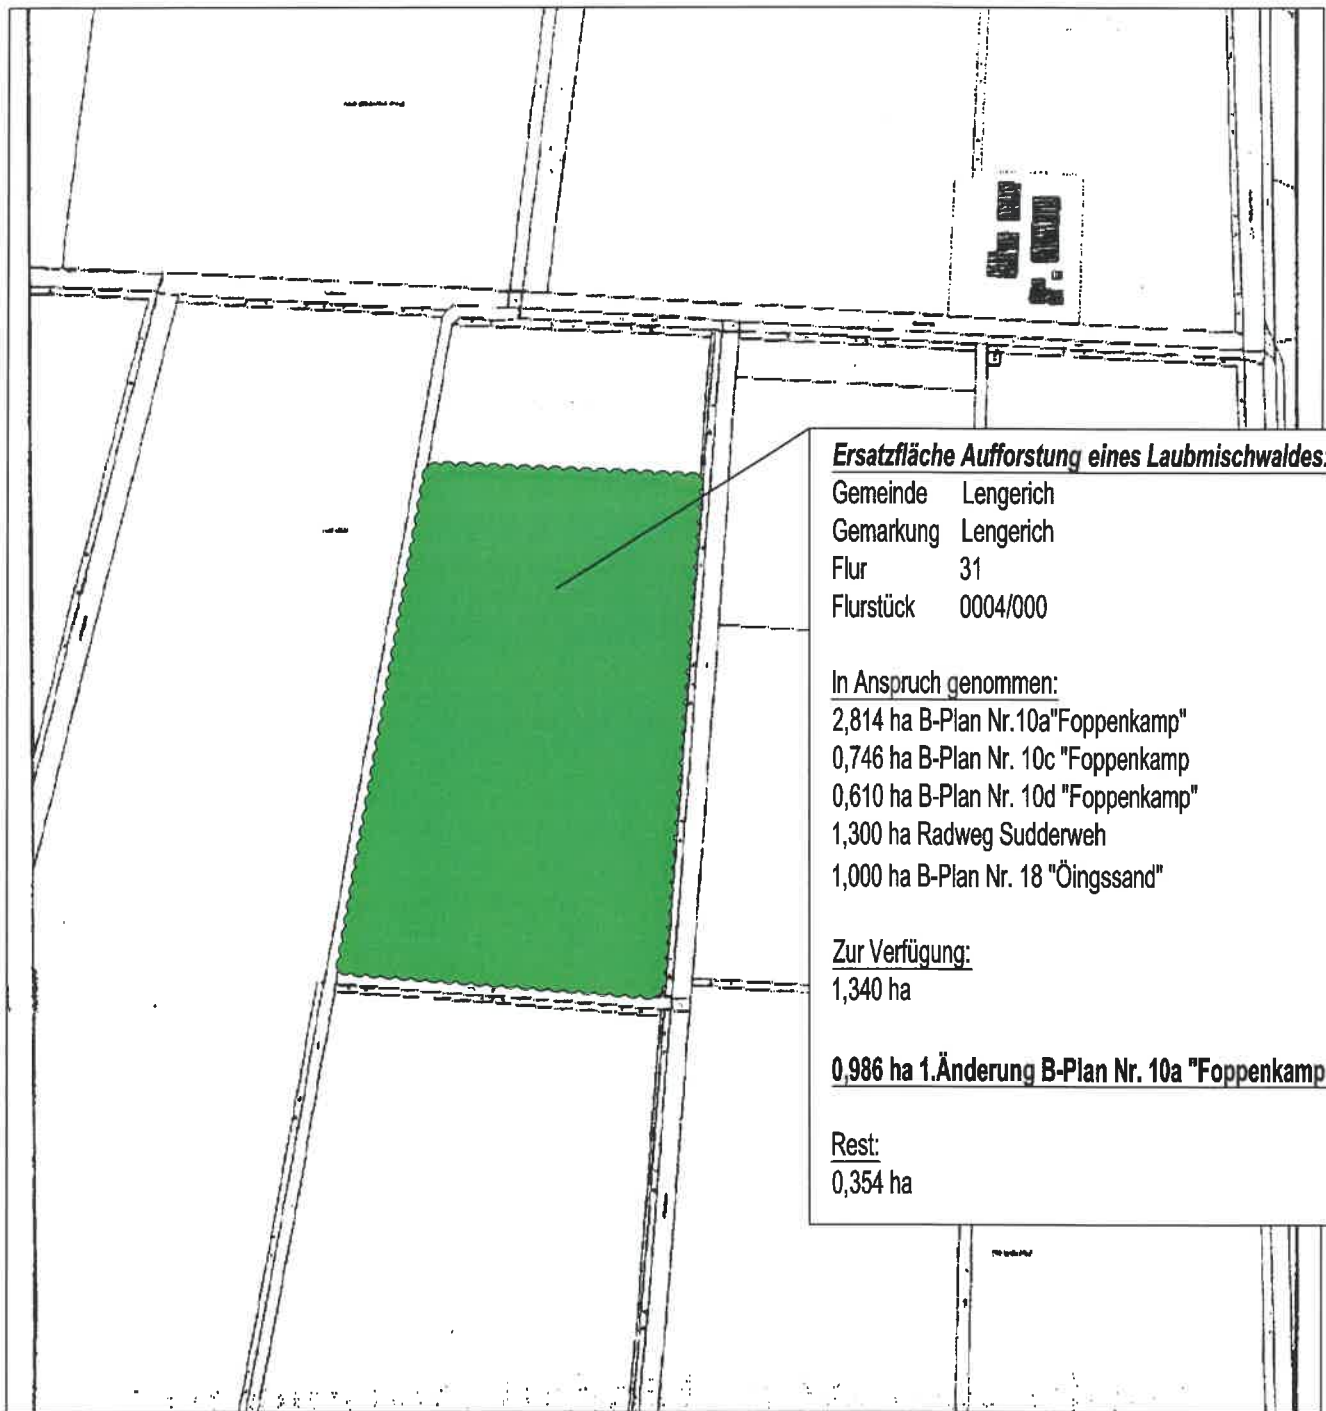 Ersatzfläche Aufforstung eines Laubmischwaldes:
Gemeinde Lengerich
Gemarkung Lengerich
Flur 31
Flurstück 0004/000
In Anspruch genommen:
2,814 ha B-Plan Nr.10a"Foppenkamp"
0,746 ha B-Plan Nr. 10c "Foppenkamp
0,610 ha B-Plan Nr. 10d "Foppenkamp"
1,300 ha Radweg Sudderweh
1,000 ha B-Plan Nr. 18 "Öingssand"
Zur Verfügung:
1,340 ha
0,986 ha 1.Änderung B-Plan Nr. 10a "Foppenkamp
Rest:
0,354 ha